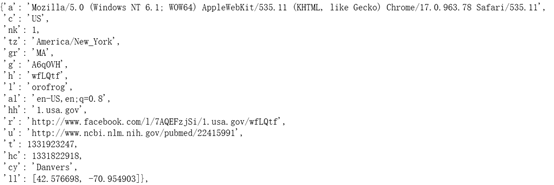 {'a': 'Mozilla/5.0 (Windows NT 6.1; WOW64) AppleWebKit/535.11 (KHTML, like Gecko) Chrome/17.0.963.78 Safari/535.11',
'c': 'US',
'nk': 1,
'tz': 'America/New_York',
'gr': 'MA',
'g': 'A6qOVH',
'h': 'wfLQtf',
'l': 'orofrog',
'al': 'en-US,en;q=0.8',
'hh': '1.usa.gov',
'r': 'http://www.facebook.com/l/7AQEFzjSi/1.usa.gov/wfLQtf',
'u': 'http://www.ncbi.nlm.nih.gov/pubmed/22415991',
't': 1331923247,
'hc': 1331822918,
'cy': 'Danvers',
'll': [42.576698, -70.954903]},